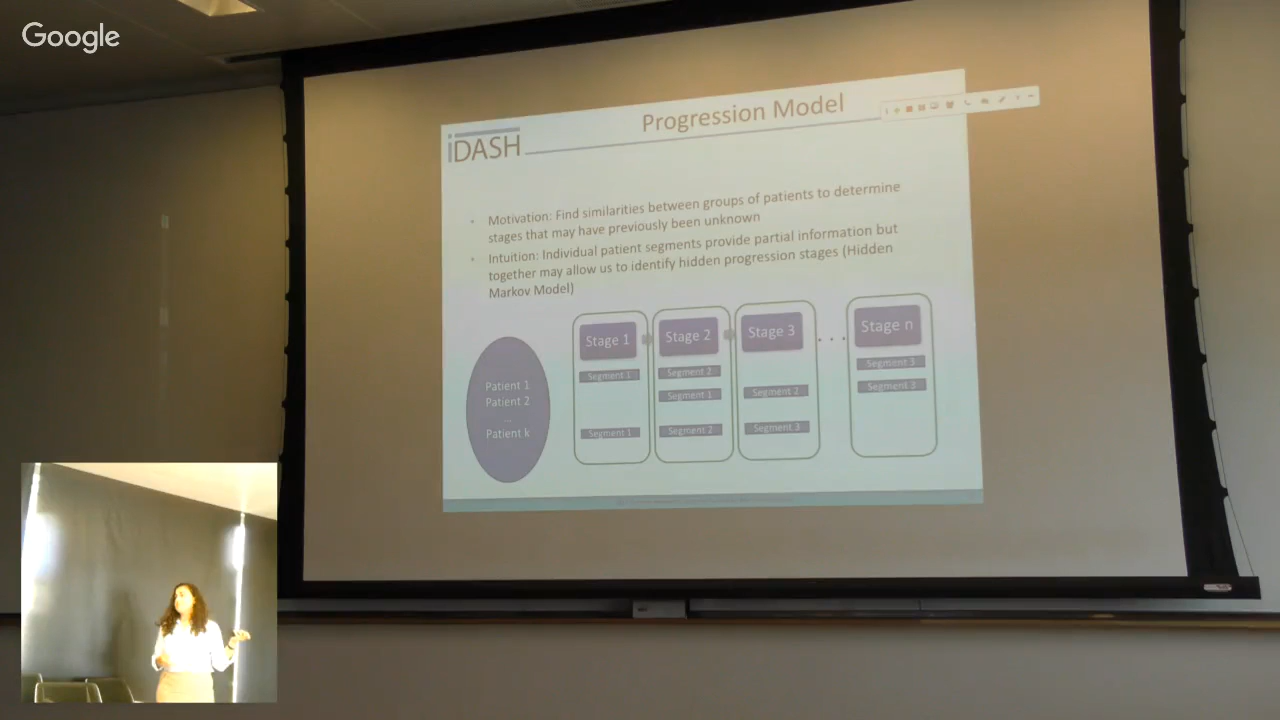 Google
Progression Model
iDASH
Motivation: Find similarities between groups of patients to determine
stages that may have previously been unknown
Intuition: Individual patient segments provide partial information but
together may allow us to identify hidden progression stages (Hidden
Markov Model)
Stage 1
Stage 2
Stage 3
. . .
Stage n
Segment 1
Segment 2
Segment 3
Patient 1
Segment 1
Segment 2
Segment 3
Patient 2
...
Patient k
Segment 1
Segment 2
Segment 3